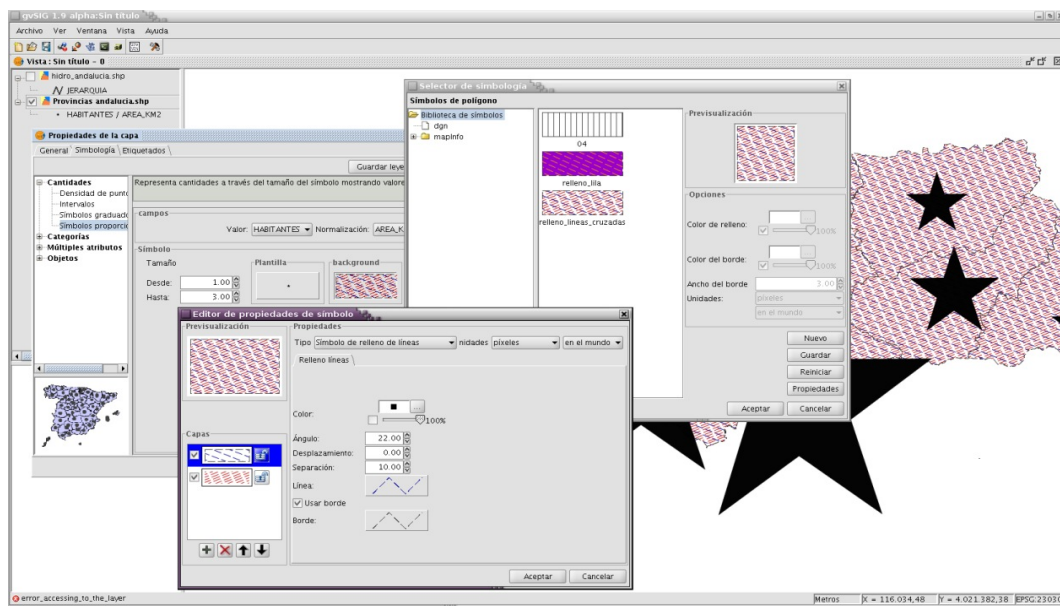 gvSIG 1.9 alpha:Sin título
Archivo Ver Ventana Vista Ayuda
Vista : Sin título - 0
hidro_andalucia.shp
JERARQUIA
Provincias andalucia.shp
HABITANTES / AREA_KM2
Propiedades de la capa
General Simbología Etiquetados
Guardar leye
Cantidades
Densidad de punto
Intervalos
Símbolos graduado
Símbolos proporcio
Categorías
Múltiples atributos
Objetos
Representa cantidades a través del tamaño del símbolo mostrando valore
campos
Valor: HABITANTES Normalización: AREA_K
Símbolo
Tamaño
Desde: 1.00
Hasta: 3.00
Plantilla
background
Selector de simbología
Símbolos de polígono
Biblioteca de símbolos
dgn
mapinfo
04
relleno_lila
relleno_lineas_cruzadas
Previsualización
Opciones
Color de relleno:
100%
Color del borde:
100%
Ancho del borde 3.00
Unidades: píxeles
en el mundo
Nuevo
Guardar
Reiniciar
Propiedades
Aceptar Cancelar
Editor de propiedades de símbolo
Previsualización
Capas
Propiedades
Tipo Símbolo de relleno de líneas nidades píxeles en el mundo
Relleno líneas
Color:
100%
Ángulo: 22.00
Desplazamiento: 0.00
Separación: 10.00
Línea:
Usar borde
Borde:
Aceptar Cancelar
error_accessing_to_the_layer
Metros X = 116.034,48 Y = 4.021.382,38 EPSG:23030